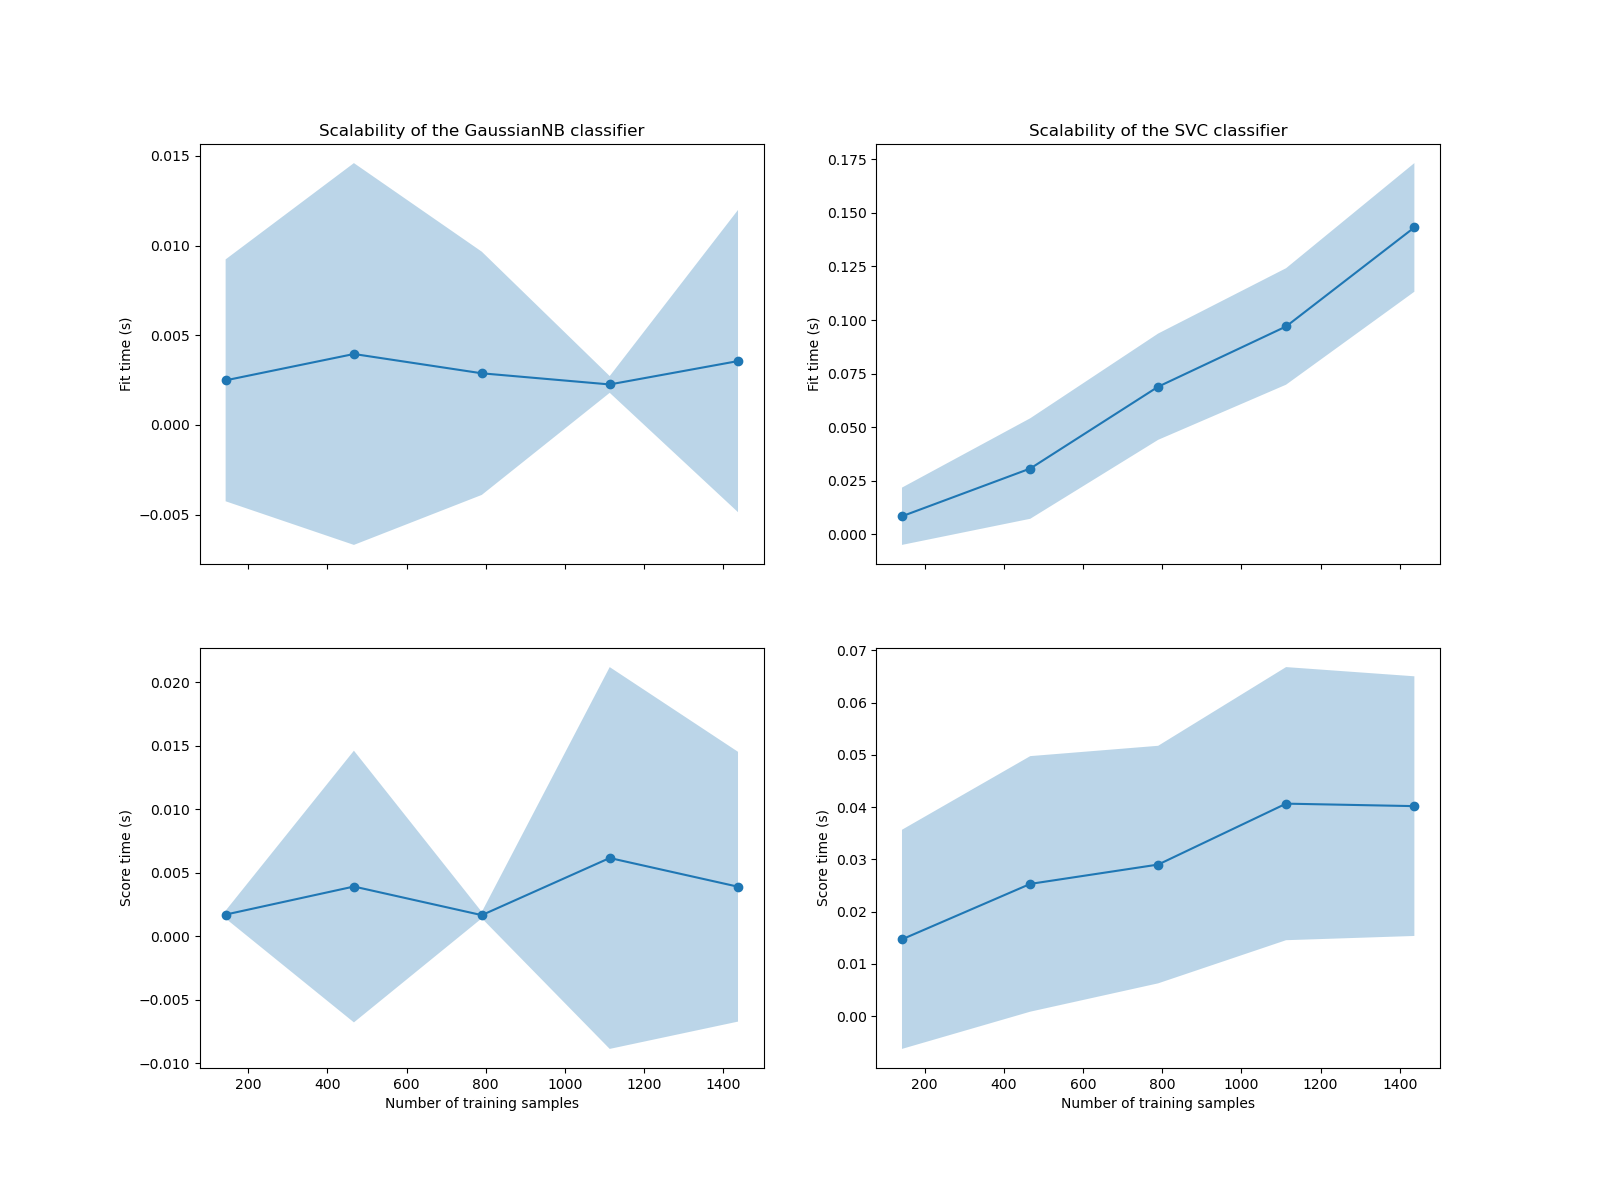 Scalability of the GaussianNB classifier
0.015
0.010
0.005
0.000
−0.005
Fit time (s)
Scalability of the SVC classifier
0.175
0.150
0.125
0.100
0.075
0.050
0.025
0.000
Fit time (s)
0.020
0.015
0.010
0.005
0.000
−0.005
−0.010
Score time (s)
200 400 600 800 1000 1200 1400
Number of training samples
0.07
0.06
0.05
0.04
0.03
0.02
0.01
0.00
Score time (s)
200 400 600 800 1000 1200 1400
Number of training samples